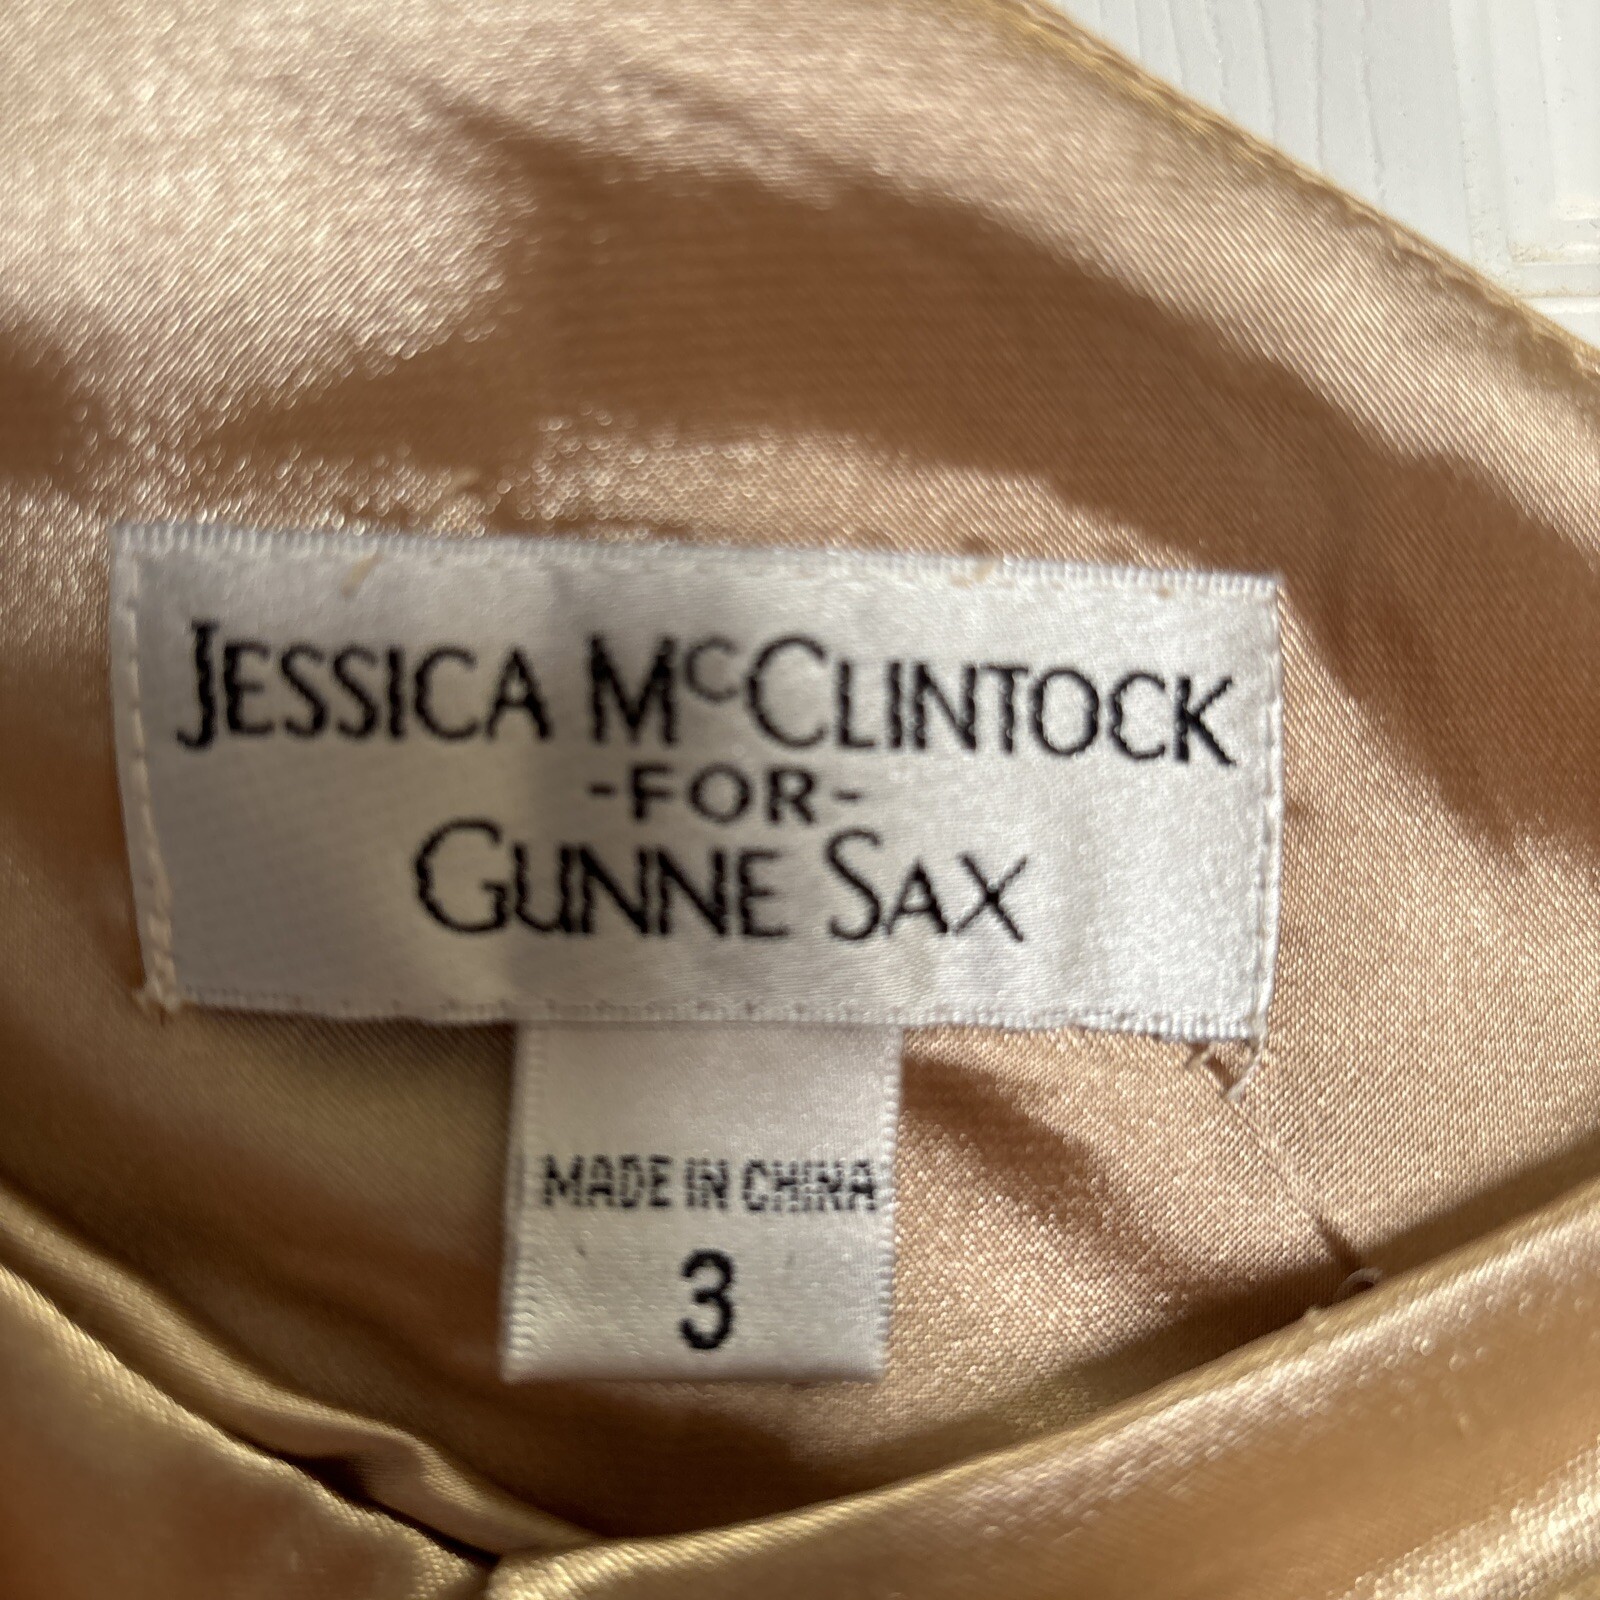 JESSICA MCCLINTOCK
-FOR-
GUNNE SAX
MADE IN CHINA
3